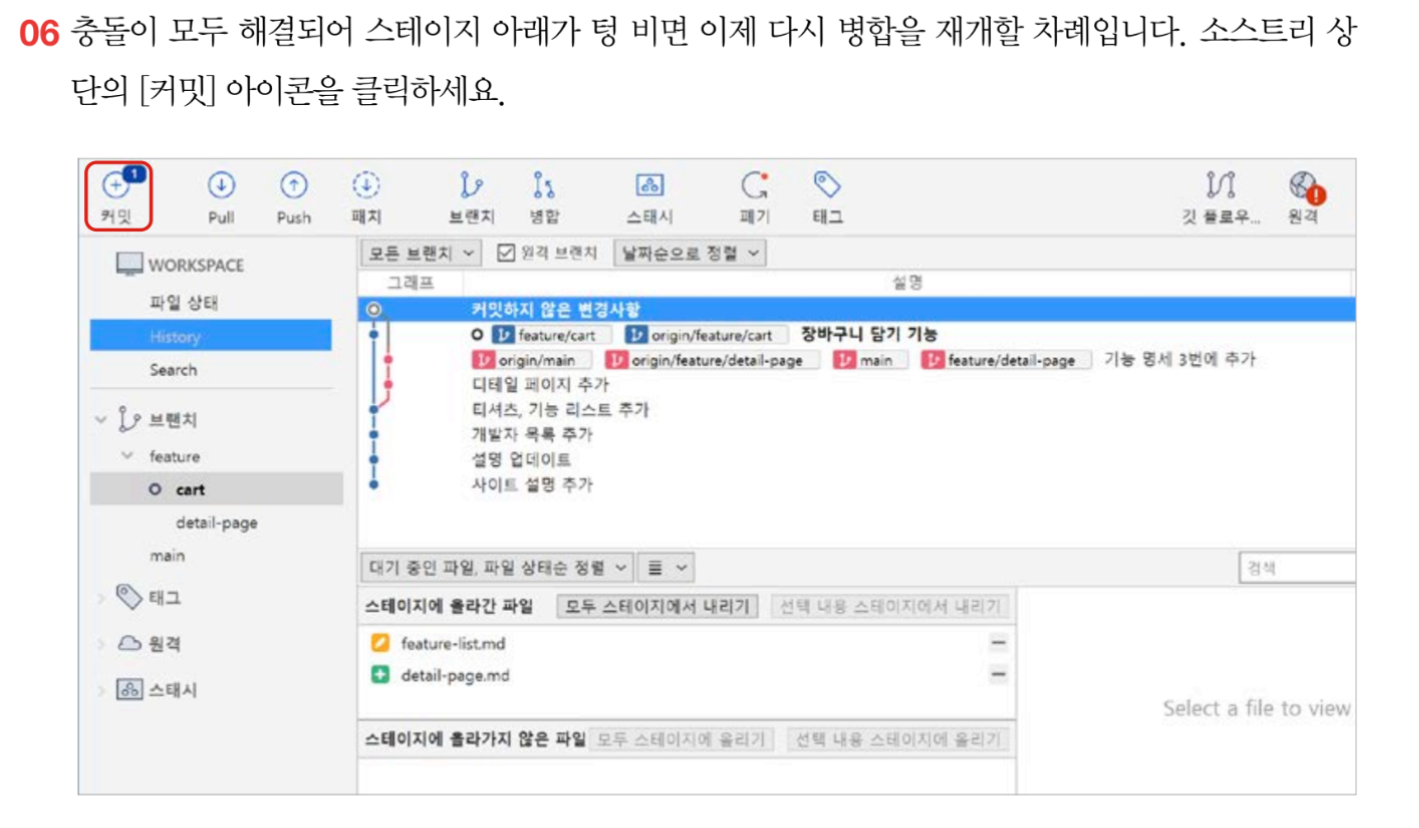 06 충돌이 모두 해결되어 스테이지 아래가 텅 비면 이제 다시 병합을 재개할 차례입니다. 소스트리 상
단의 [커밋] 아이콘을 클릭하세요.
1
커밋 Pull Push 패치 브랜치 병합 스태시 폐기 태그 깃 플로우... 원격
WORKSPACE
파일 상태
History
Search
브랜치
feature
cart
detail-page
main
태그
원격
스태시
모든 브랜치 원격 브랜치 날짜순으로 정렬
그래프 설명
커밋하지 않은 변경사항
feature/cart origin/feature/cart 장바구니 담기 기능
origin/main origin/feature/detail-page main feature/detail-page 기능 명세 3번에 추가
디테일 페이지 추가
티셔츠, 기능 리스트 추가
개발자 목록 추가
설명 업데이트
사이트 설명 추가
대기 중인 파일, 파일 상태순 정렬 검색
스테이지에 올라간 파일 모두 스테이지에서 내리기 선택 내용 스테이지에서 내리기
feature-list.md
detail-page.md
Select a file to view
스테이지에 올라가지 않은 파일 모두 스테이지에 올리기 선택 내용 스테이지에 올리기